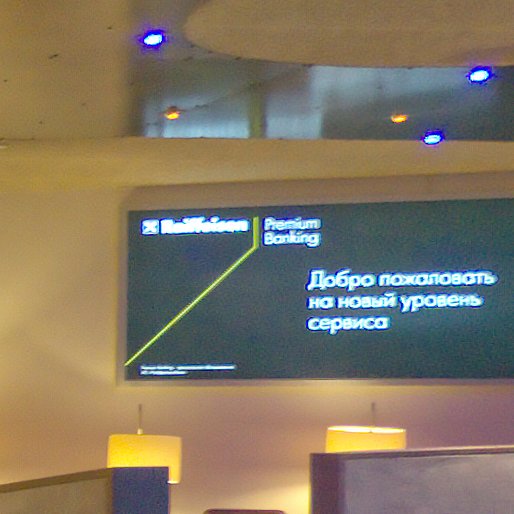 Raiffeisen
Premium
Banking
Добро пожаловать
на новый уровень
сервиса